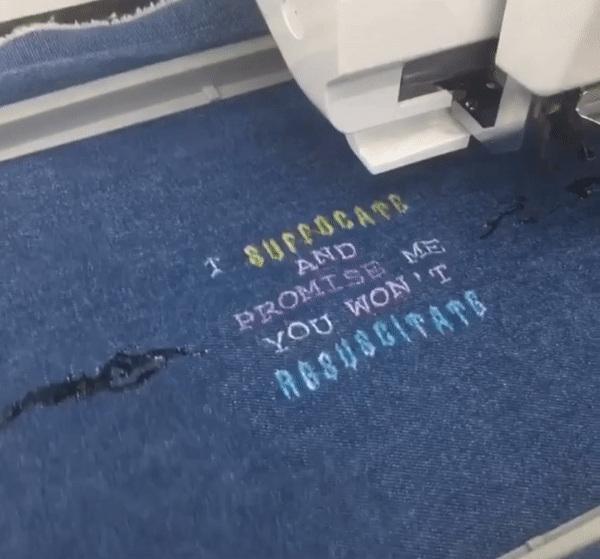 I SUFFOCATE
AND
PROMISE ME
YOU WON'T
RESUSCITATE